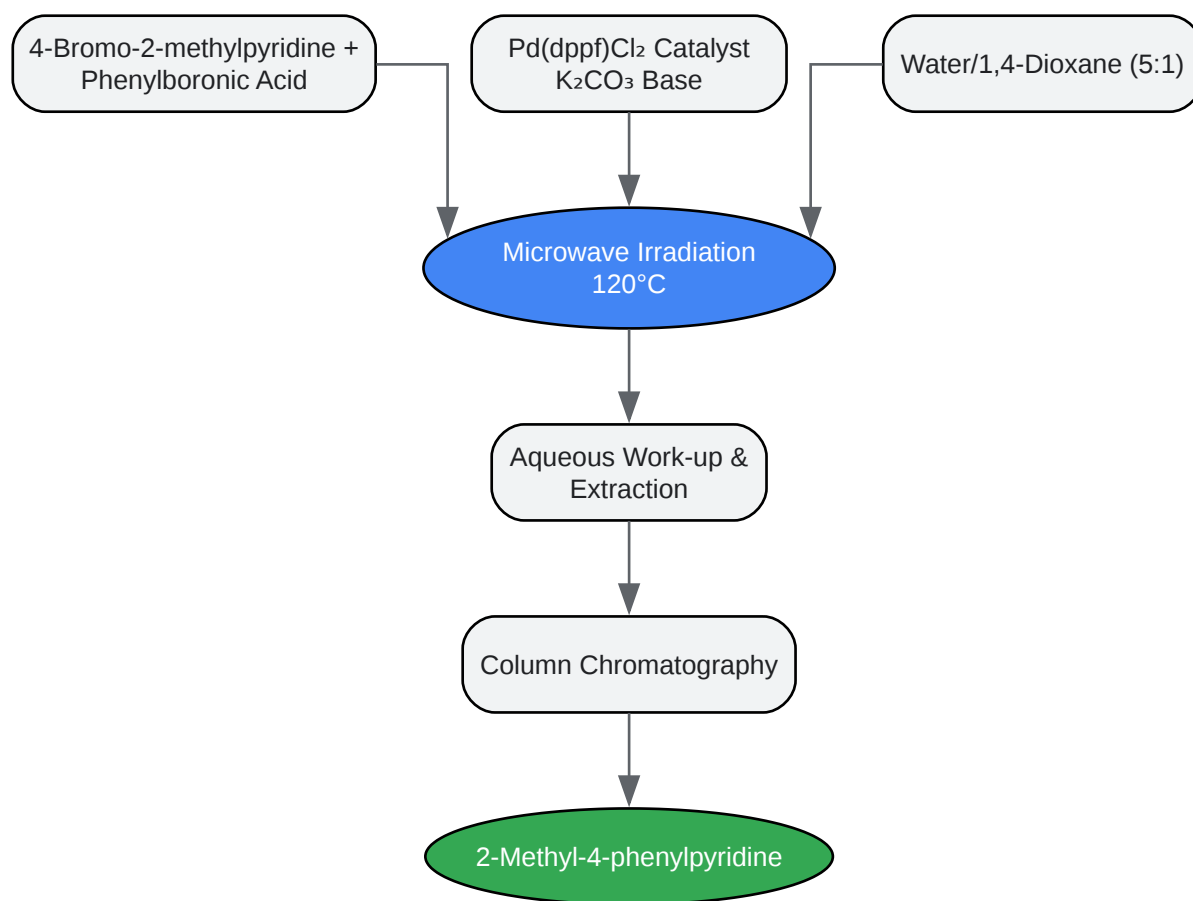 4-Bromo-2-methylpyridine +
Phenylboronic Acid
Pd(dppf)Cl₂ Catalyst
K₂CO₃ Base
Water/1,4-Dioxane (5:1)
Microwave Irradiation
120°C
Aqueous Work-up &
Extraction
Column Chromatography
2-Methyl-4-phenylpyridine